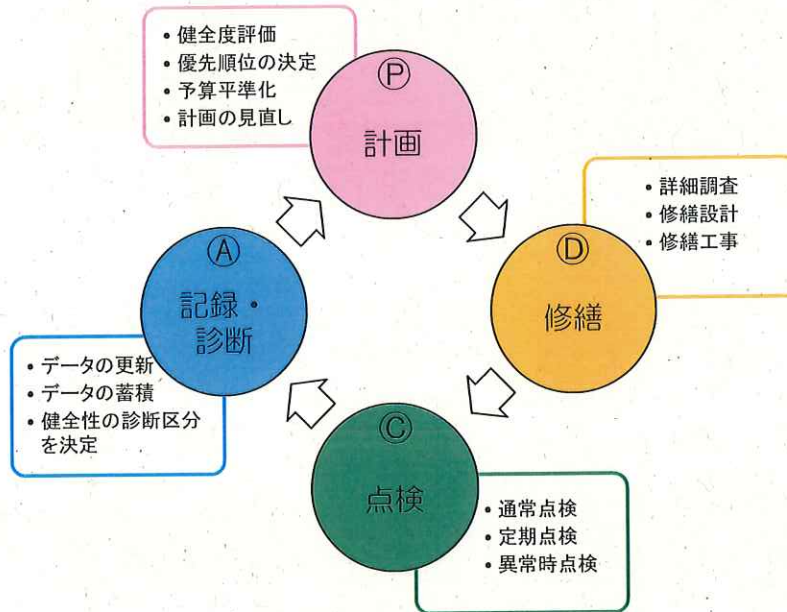 • 健全度評価
• 優先順位の決定
• 予算平準化
• 計画の見直し
Ⓟ
計画
• 詳細調査
• 修繕設計
• 修繕工事
Ⓓ
修繕
Ⓐ
記録・
診断
• データの更新
• データの蓄積
• 健全性の診断区分
を決定
Ⓒ
点検
• 通常点検
• 定期点検
• 異常時点検